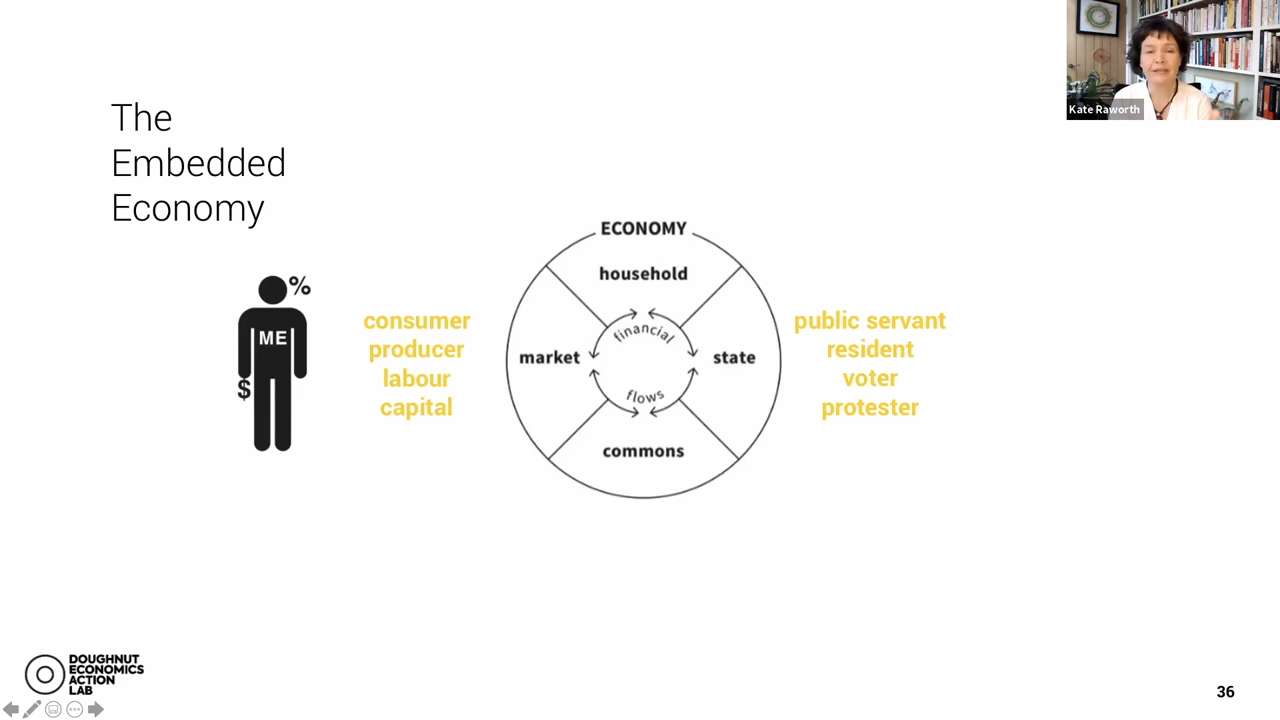 The
Embedded
Economy
Kate Raworth
%
ME
$
consumer
producer
labour
capital
ECONOMY
household
financial
market
state
flows
commons
public servant
resident
voter
protester
DOUGHNUT
ECONOMICS
ACTION
LAB
36